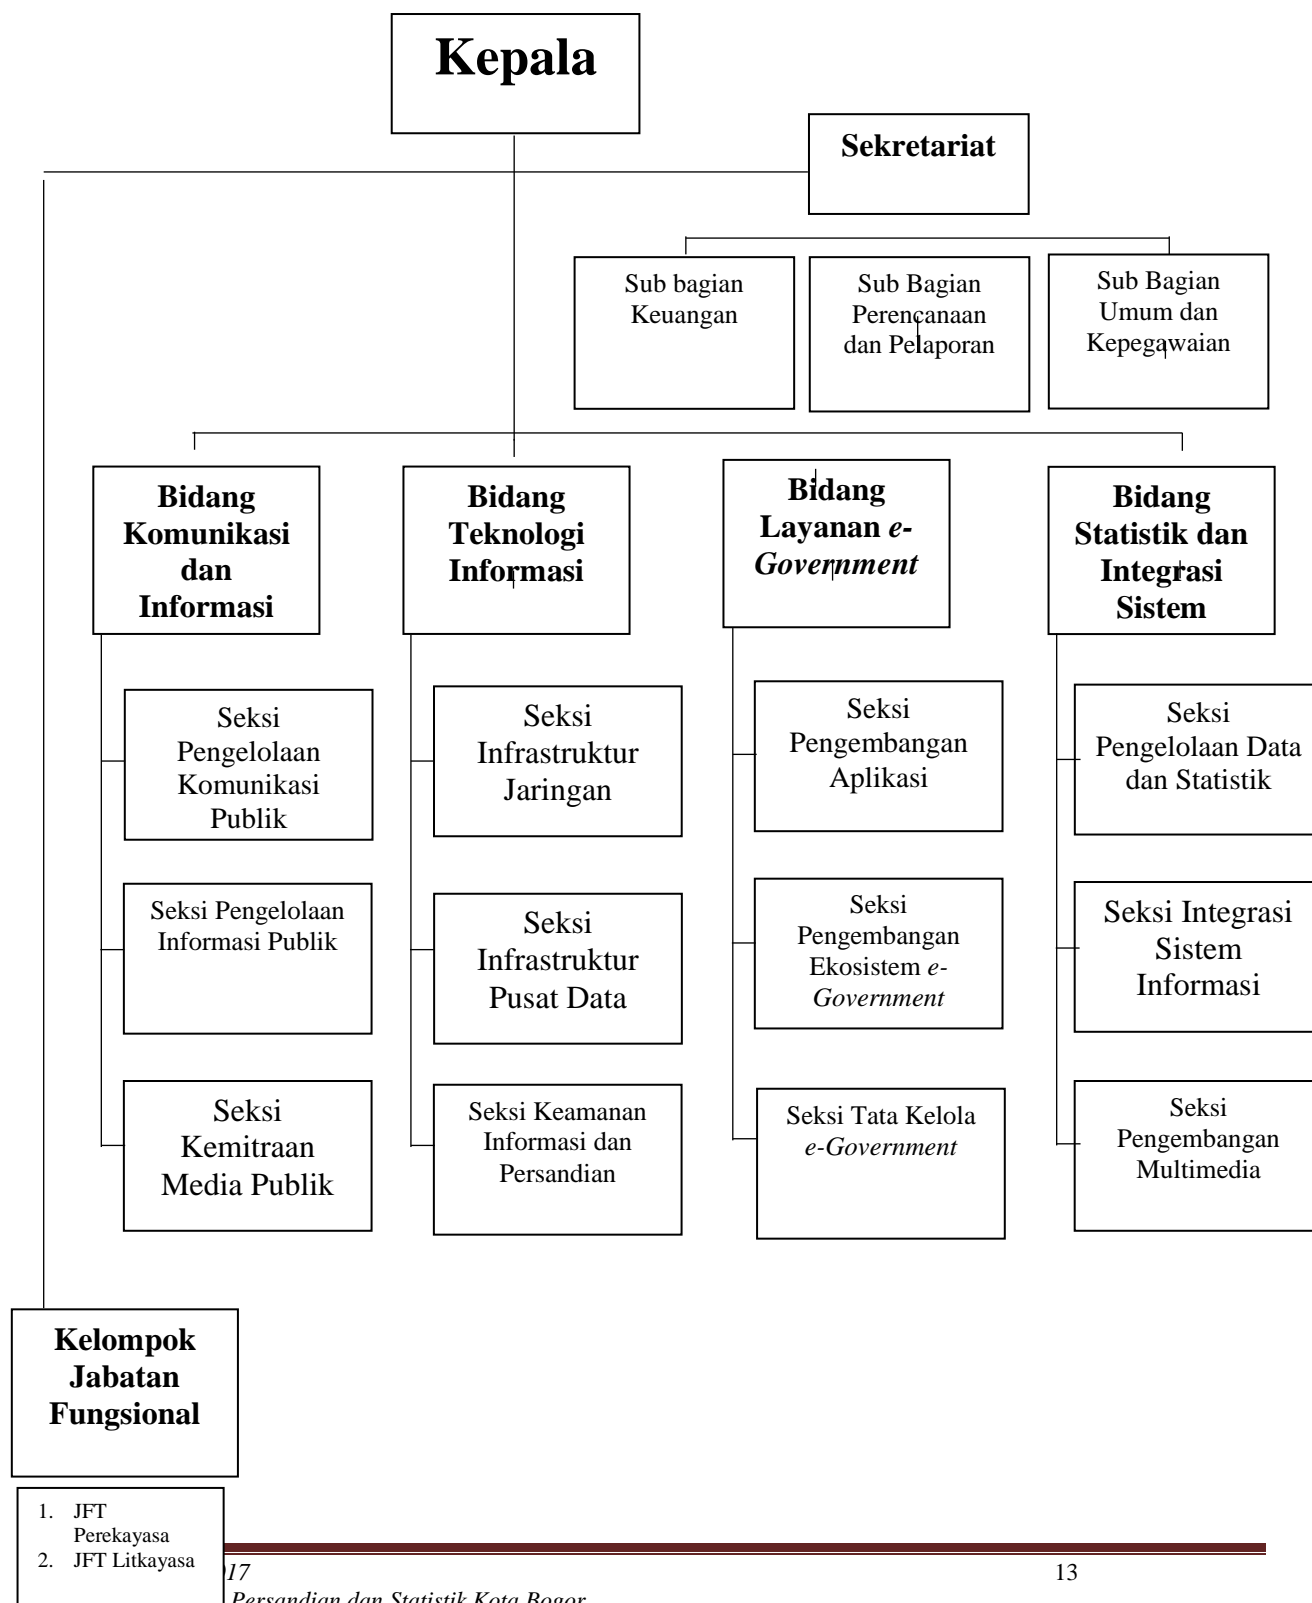 Kepala
Sekretariat
Sub bagian
Keuangan
Sub Bagian
Perencanaan
dan Pelaporan
Sub Bagian
Umum dan
Kepegawaian
Bidang
Komunikasi
dan
Informasi
Bidang
Teknologi
Informasi
Bidang
Layanan e-
Government
Bidang
Statistik dan
Integrasi
Sistem
Seksi
Pengelolaan
Komunikasi
Publik
Seksi
Infrastruktur
Jaringan
Seksi
Pengembangan
Aplikasi
Seksi
Pengelolaan Data
dan Statistik
Seksi Pengelolaan
Informasi Publik
Seksi
Infrastruktur
Pusat Data
Seksi
Pengembangan
Ekosistem e-
Government
Seksi Integrasi
Sistem
Informasi
Seksi
Kemitraan
Media Publik
Seksi Keamanan
Informasi dan
Persandian
Seksi Tata Kelola
e-Government
Seksi
Pengembangan
Multimedia
Kelompok
Jabatan
Fungsional
1. JFT
Perekayasa
2. JFT Litkayasa
13
Persandian dan Statistik Kota Bogor